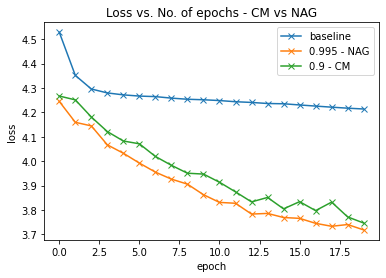 Loss vs. No. of epochs - CM vs NAG
baseline
0.995 - NAG
0.9 - CM
loss
4.5
4.4
4.3
4.2
4.1
4.0
3.9
3.8
3.7
0.0
2.5
5.0
7.5
10.0
12.5
15.0
17.5
epoch